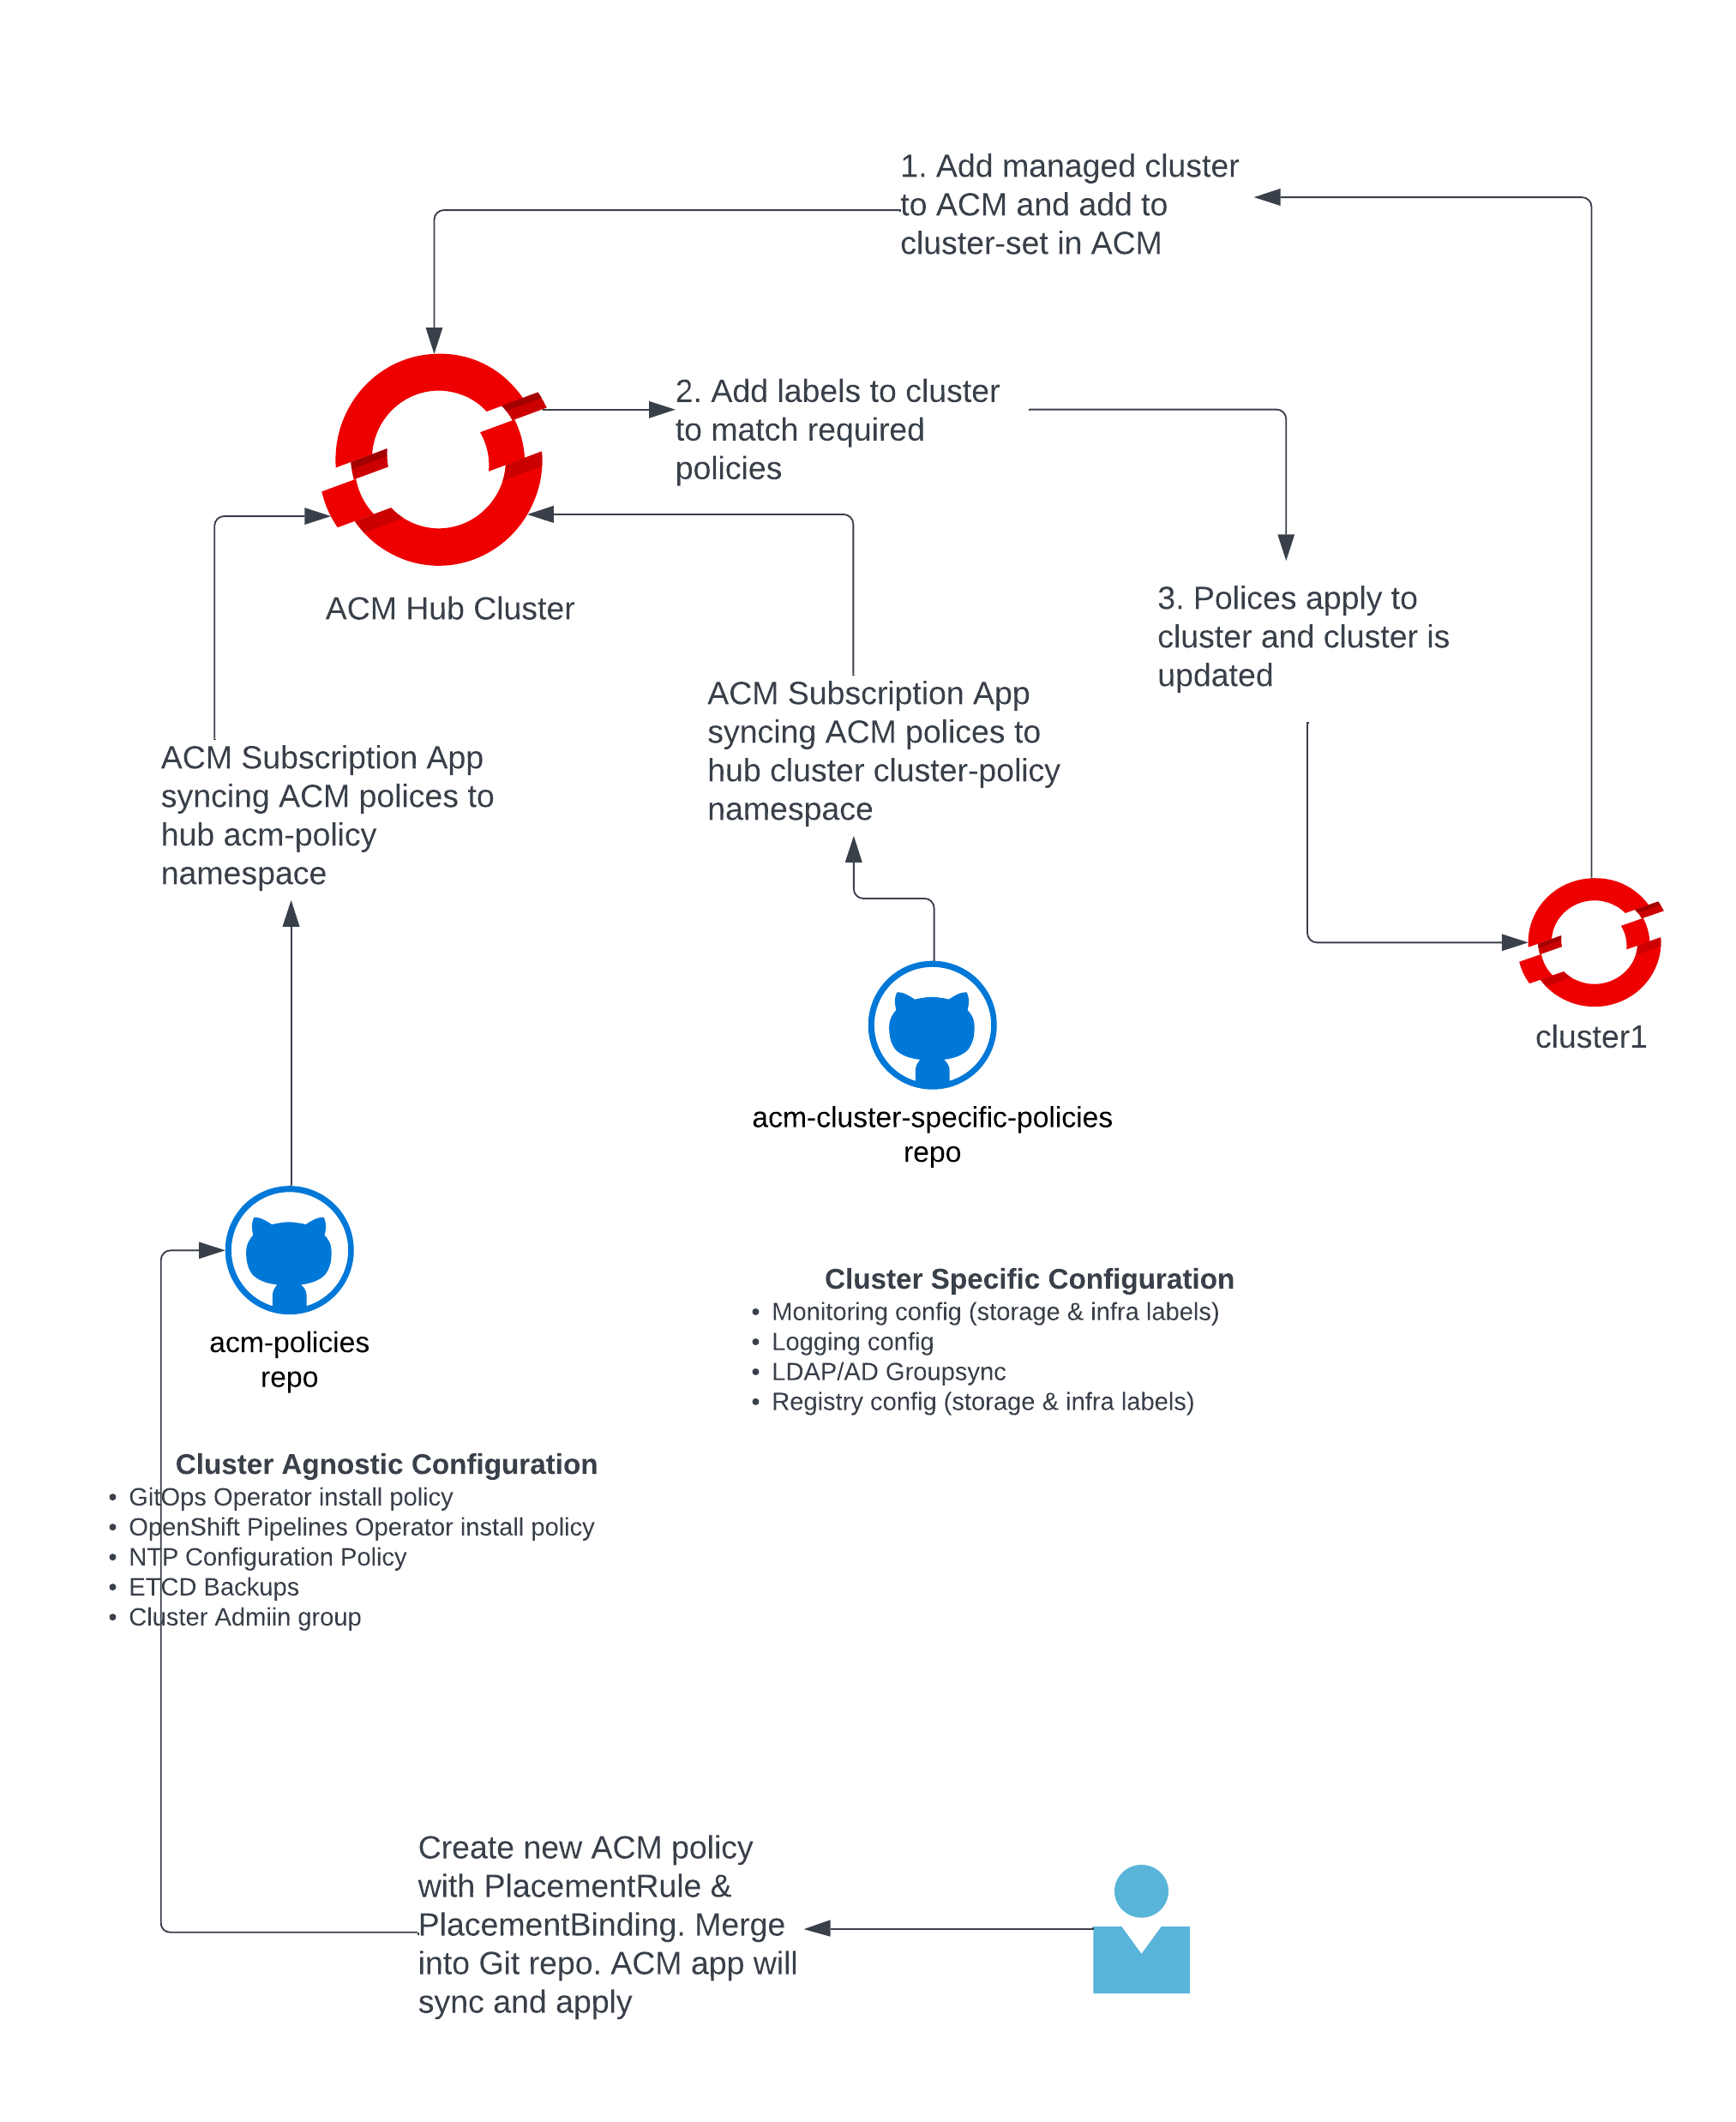 1. Add managed cluster
to ACM and add to
cluster-set in ACM
2. Add labels to cluster
to match required
policies
ACM Hub Cluster
3. Polices apply to
cluster and cluster is
updated
ACM Subscription App
syncing ACM polices to
hub cluster cluster-policy
namespace
ACM Subscription App
syncing ACM polices to
hub acm-policy
namespace
cluster1
acm-cluster-specific-policies
repo
Cluster Specific Configuration
• Monitoring config (storage & infra labels)
• Logging config
• LDAP/AD Groupsync
• Registry config (storage & infra labels)
acm-policies
repo
Cluster Agnostic Configuration
• GitOps Operator install policy
• OpenShift Pipelines Operator install policy
• NTP Configuration Policy
• ETCD Backups
• Cluster Admiin group
Create new ACM policy
with PlacementRule &
PlacementBinding. Merge
into Git repo. ACM app will
sync and apply